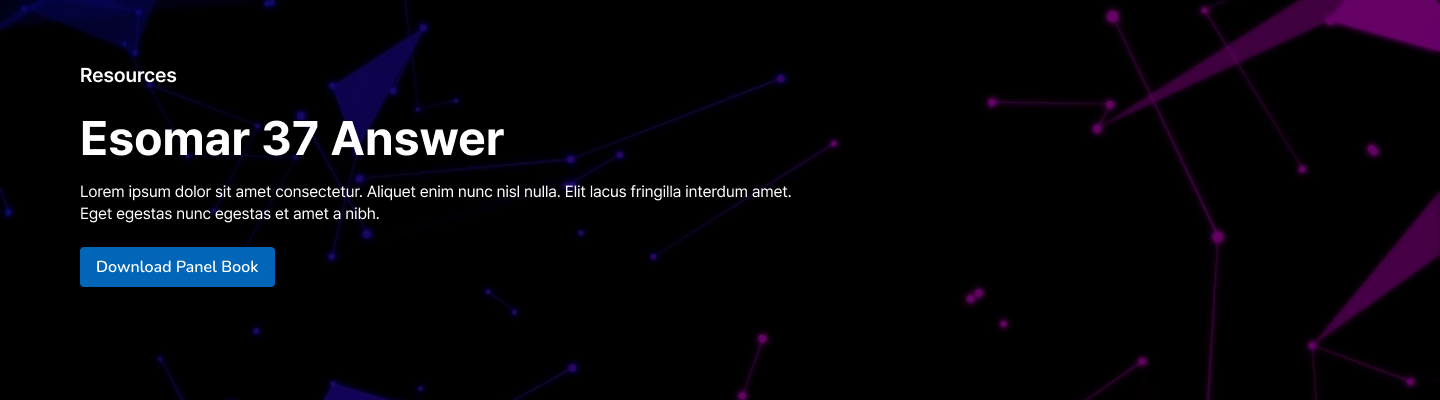 Resources
Esomar 37 Answer
Lorem ipsum dolor sit amet consectetur. Aliquet enim nunc nisl nulla. Elit lacus fringilla interdum amet.
Eget egestas nunc egestas et amet a nibh.
Download Panel Book